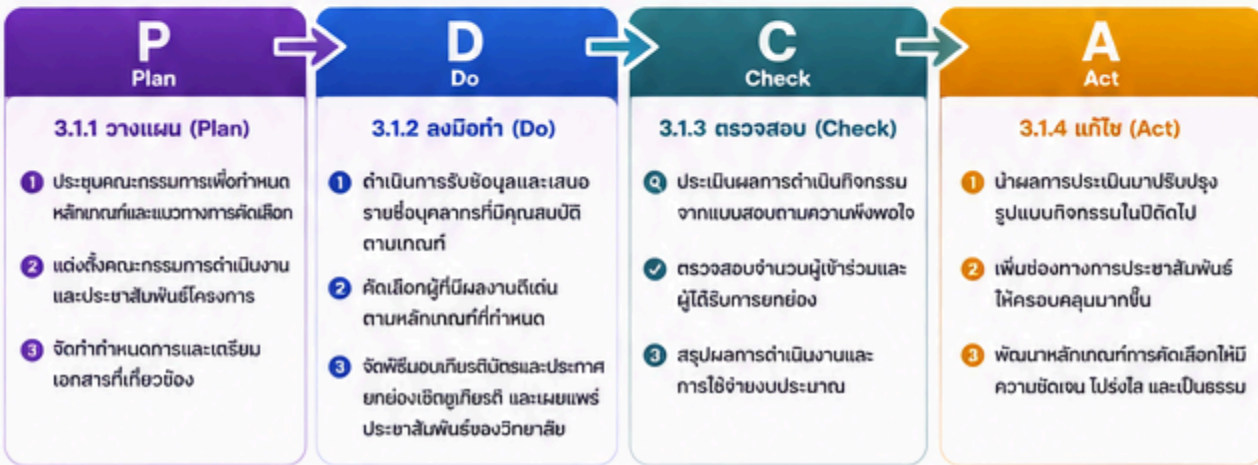 P
Plan
3.1.1 วางแผน (Plan)
1 ประชุมคณะกรรมการเพื่อกำหนด
หลักเกณฑ์และแนวทางการคัดเลือก
2 แต่งตั้งคณะกรรมการดำเนินงาน
และประชาสัมพันธ์โครงการ
3 จัดทำกำหนดการและเตรียม
เอกสารที่เกี่ยวข้อง
D
Do
3.1.2 ลงมือทำ (Do)
1 ดำเนินการรับข้อมูลและเสนอ
รายชื่อบุคลากรที่มีคุณสมบัติ
ตามเกณฑ์
2 คัดเลือกผู้ที่มีผลงานดีเด่น
ตามหลักเกณฑ์ที่กำหนด
3 จัดพิธีมอบเกียรติบัตรและประกาศ
ยกย่องเชิดชูเกียรติ และเผยแพร่
ประชาสัมพันธ์ของวิทยาลัย
C
Check
3.1.3 ตรวจสอบ (Check)
ประเมินผลการดำเนินกิจกรรม
จากแบบสอบถามความพึงพอใจ
ตรวจสอบจำนวนผู้เข้าร่วมและ
ผู้ได้รับการยกย่อง
3 สรุปผลการดำเนินงานและ
การใช้จ่ายงบประมาณ
A
Act
3.1.4 แก้ไข (Act)
1 นำผลการประเมินมาปรับปรุง
รูปแบบกิจกรรมในปีถัดไป
2 เพิ่มช่องทางการประชาสัมพันธ์
ให้ครอบคลุมมากขึ้น
3 พัฒนาหลักเกณฑ์การคัดเลือกให้มี
ความชัดเจน โปร่งใส และเป็นธรรม